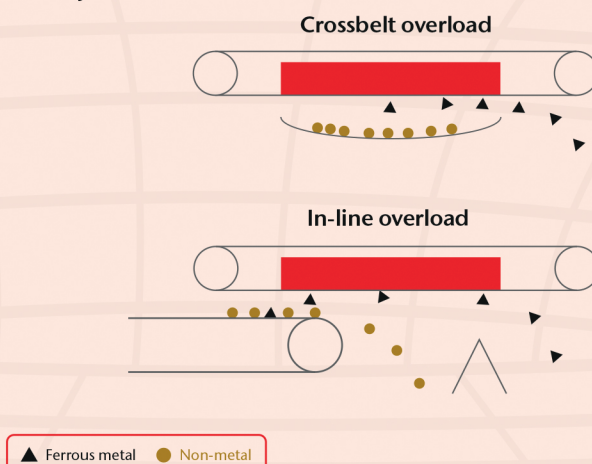 Crossbelt overload
In-line overload
Ferrous metal
Non-metal